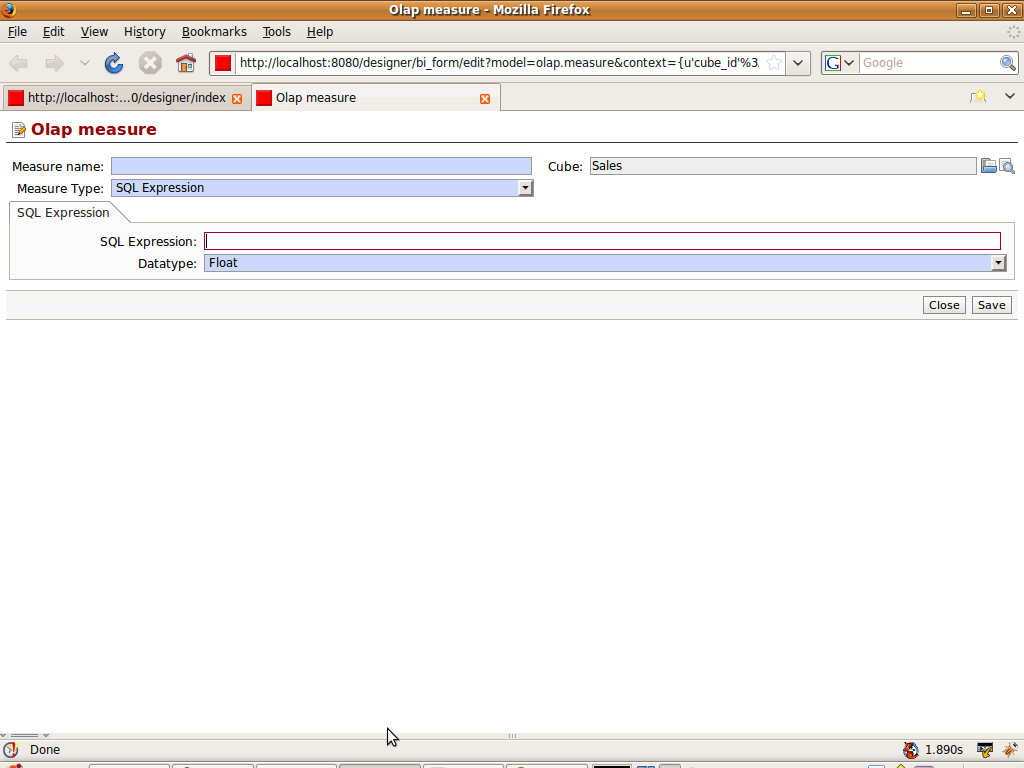 Olap measure - Mozilla Firefox
File Edit View History Bookmarks Tools Help
http://localhost:8080/designer/bi_form/edit?model=olap.measure&context={u'cube_id'%3. G Google
http://localhost:...0/designer/index Olap measure
Olap measure
Measure name: Cube: Sales
Measure Type: SQL Expression
SQL Expression
SQL Expression:
Datatype: Float
Close Save
Done 1.890s